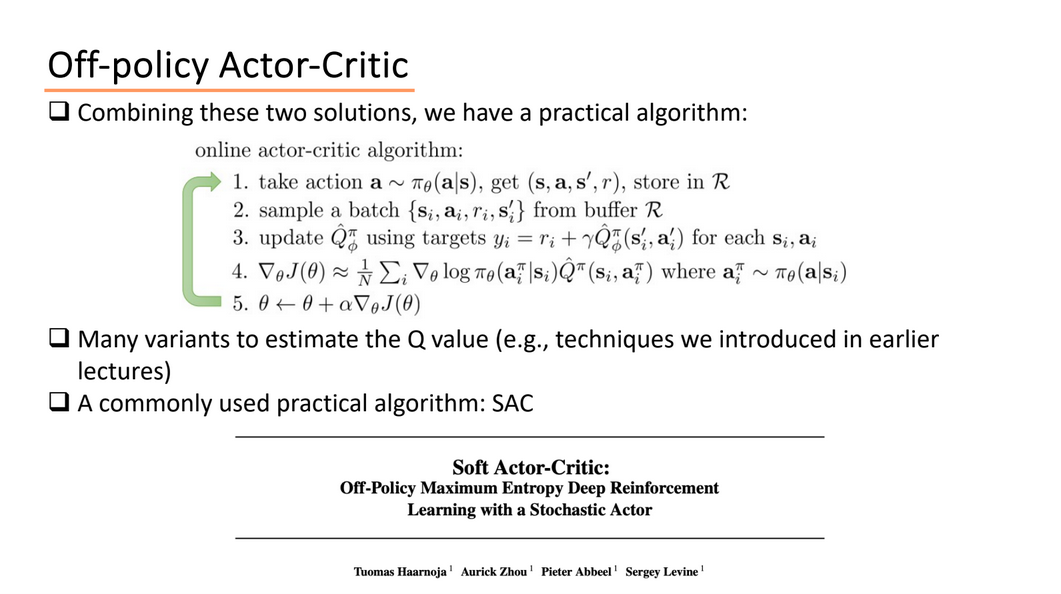 Off-policy Actor-Critic
❑ Combining these two solutions, we have a practical algorithm:
online actor-critic algorithm:
1. take action a ∼ π_θ(a|s), get (s, a, s′, r), store in R
2. sample a batch {s_i, a_i, r_i, s′_i} from buffer R
3. update Q̂^π_ϕ using targets y_i = r_i + γQ̂^π_ϕ(s′_i, a′_i) for each s_i, a_i
4. ∇_θJ(θ) ≈ 1/N ∑_i ∇_θ log π_θ(a^π_i|s_i)Q̂^π(s_i, a^π_i) where a^π_i ∼ π_θ(a|s_i)
5. θ ← θ + α∇_θJ(θ)
❑ Many variants to estimate the Q value (e.g., techniques we introduced in earlier
lectures)
❑ A commonly used practical algorithm: SAC
Soft Actor-Critic:
Off-Policy Maximum Entropy Deep Reinforcement
Learning with a Stochastic Actor
Tuomas Haarnoja ¹ Aurick Zhou ¹ Pieter Abbeel ¹ Sergey Levine ¹